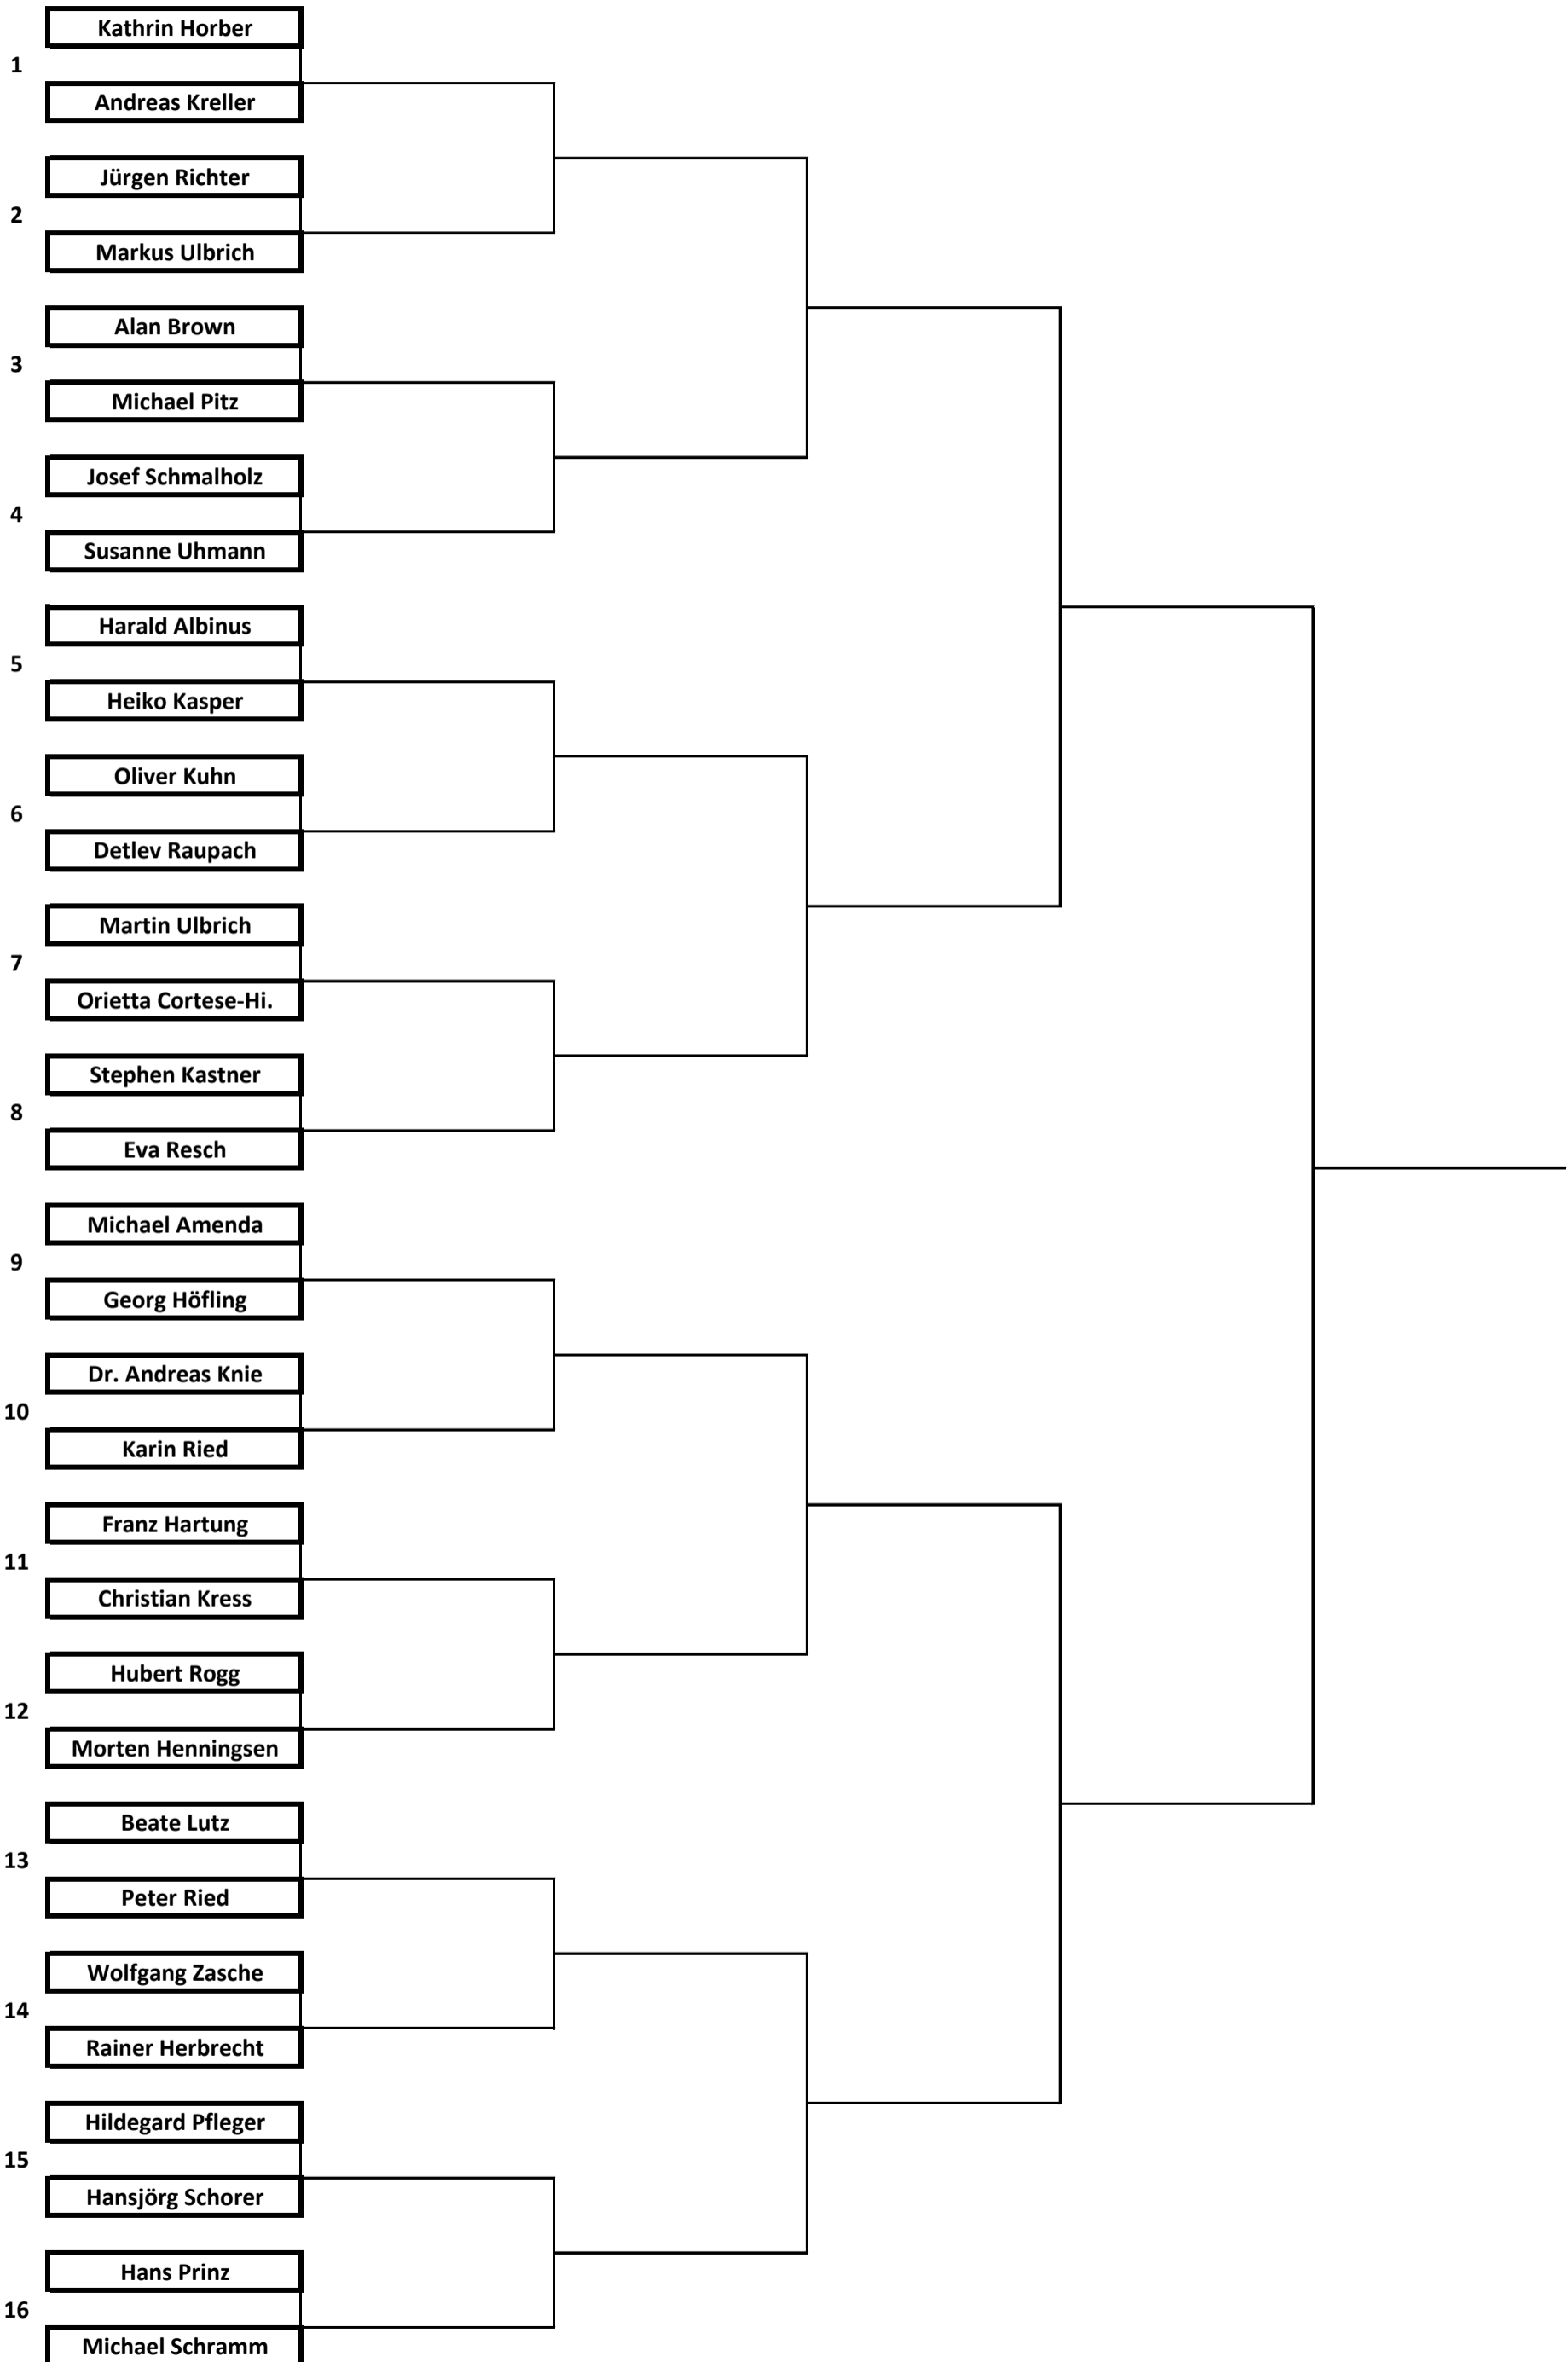 Kathrin Horber
1
Andreas Kreller
Jürgen Richter
2
Markus Ulbrich
Alan Brown
3
Michael Pitz
Josef Schmalholz
4
Susanne Uhmann
Harald Albinus
5
Heiko Kasper
Oliver Kuhn
6
Detlev Raupach
Martin Ulbrich
7
Orietta Cortese-Hi.
Stephen Kastner
8
Eva Resch
Michael Amenda
9
Georg Höfling
Dr. Andreas Knie
10
Karin Ried
Franz Hartung
11
Christian Kress
Hubert Rogg
12
Morten Henningsen
Beate Lutz
13
Peter Ried
Wolfgang Zasche
14
Rainer Herbrecht
Hildegard Pfleger
15
Hansjörg Schorer
Hans Prinz
16
Michael Schramm